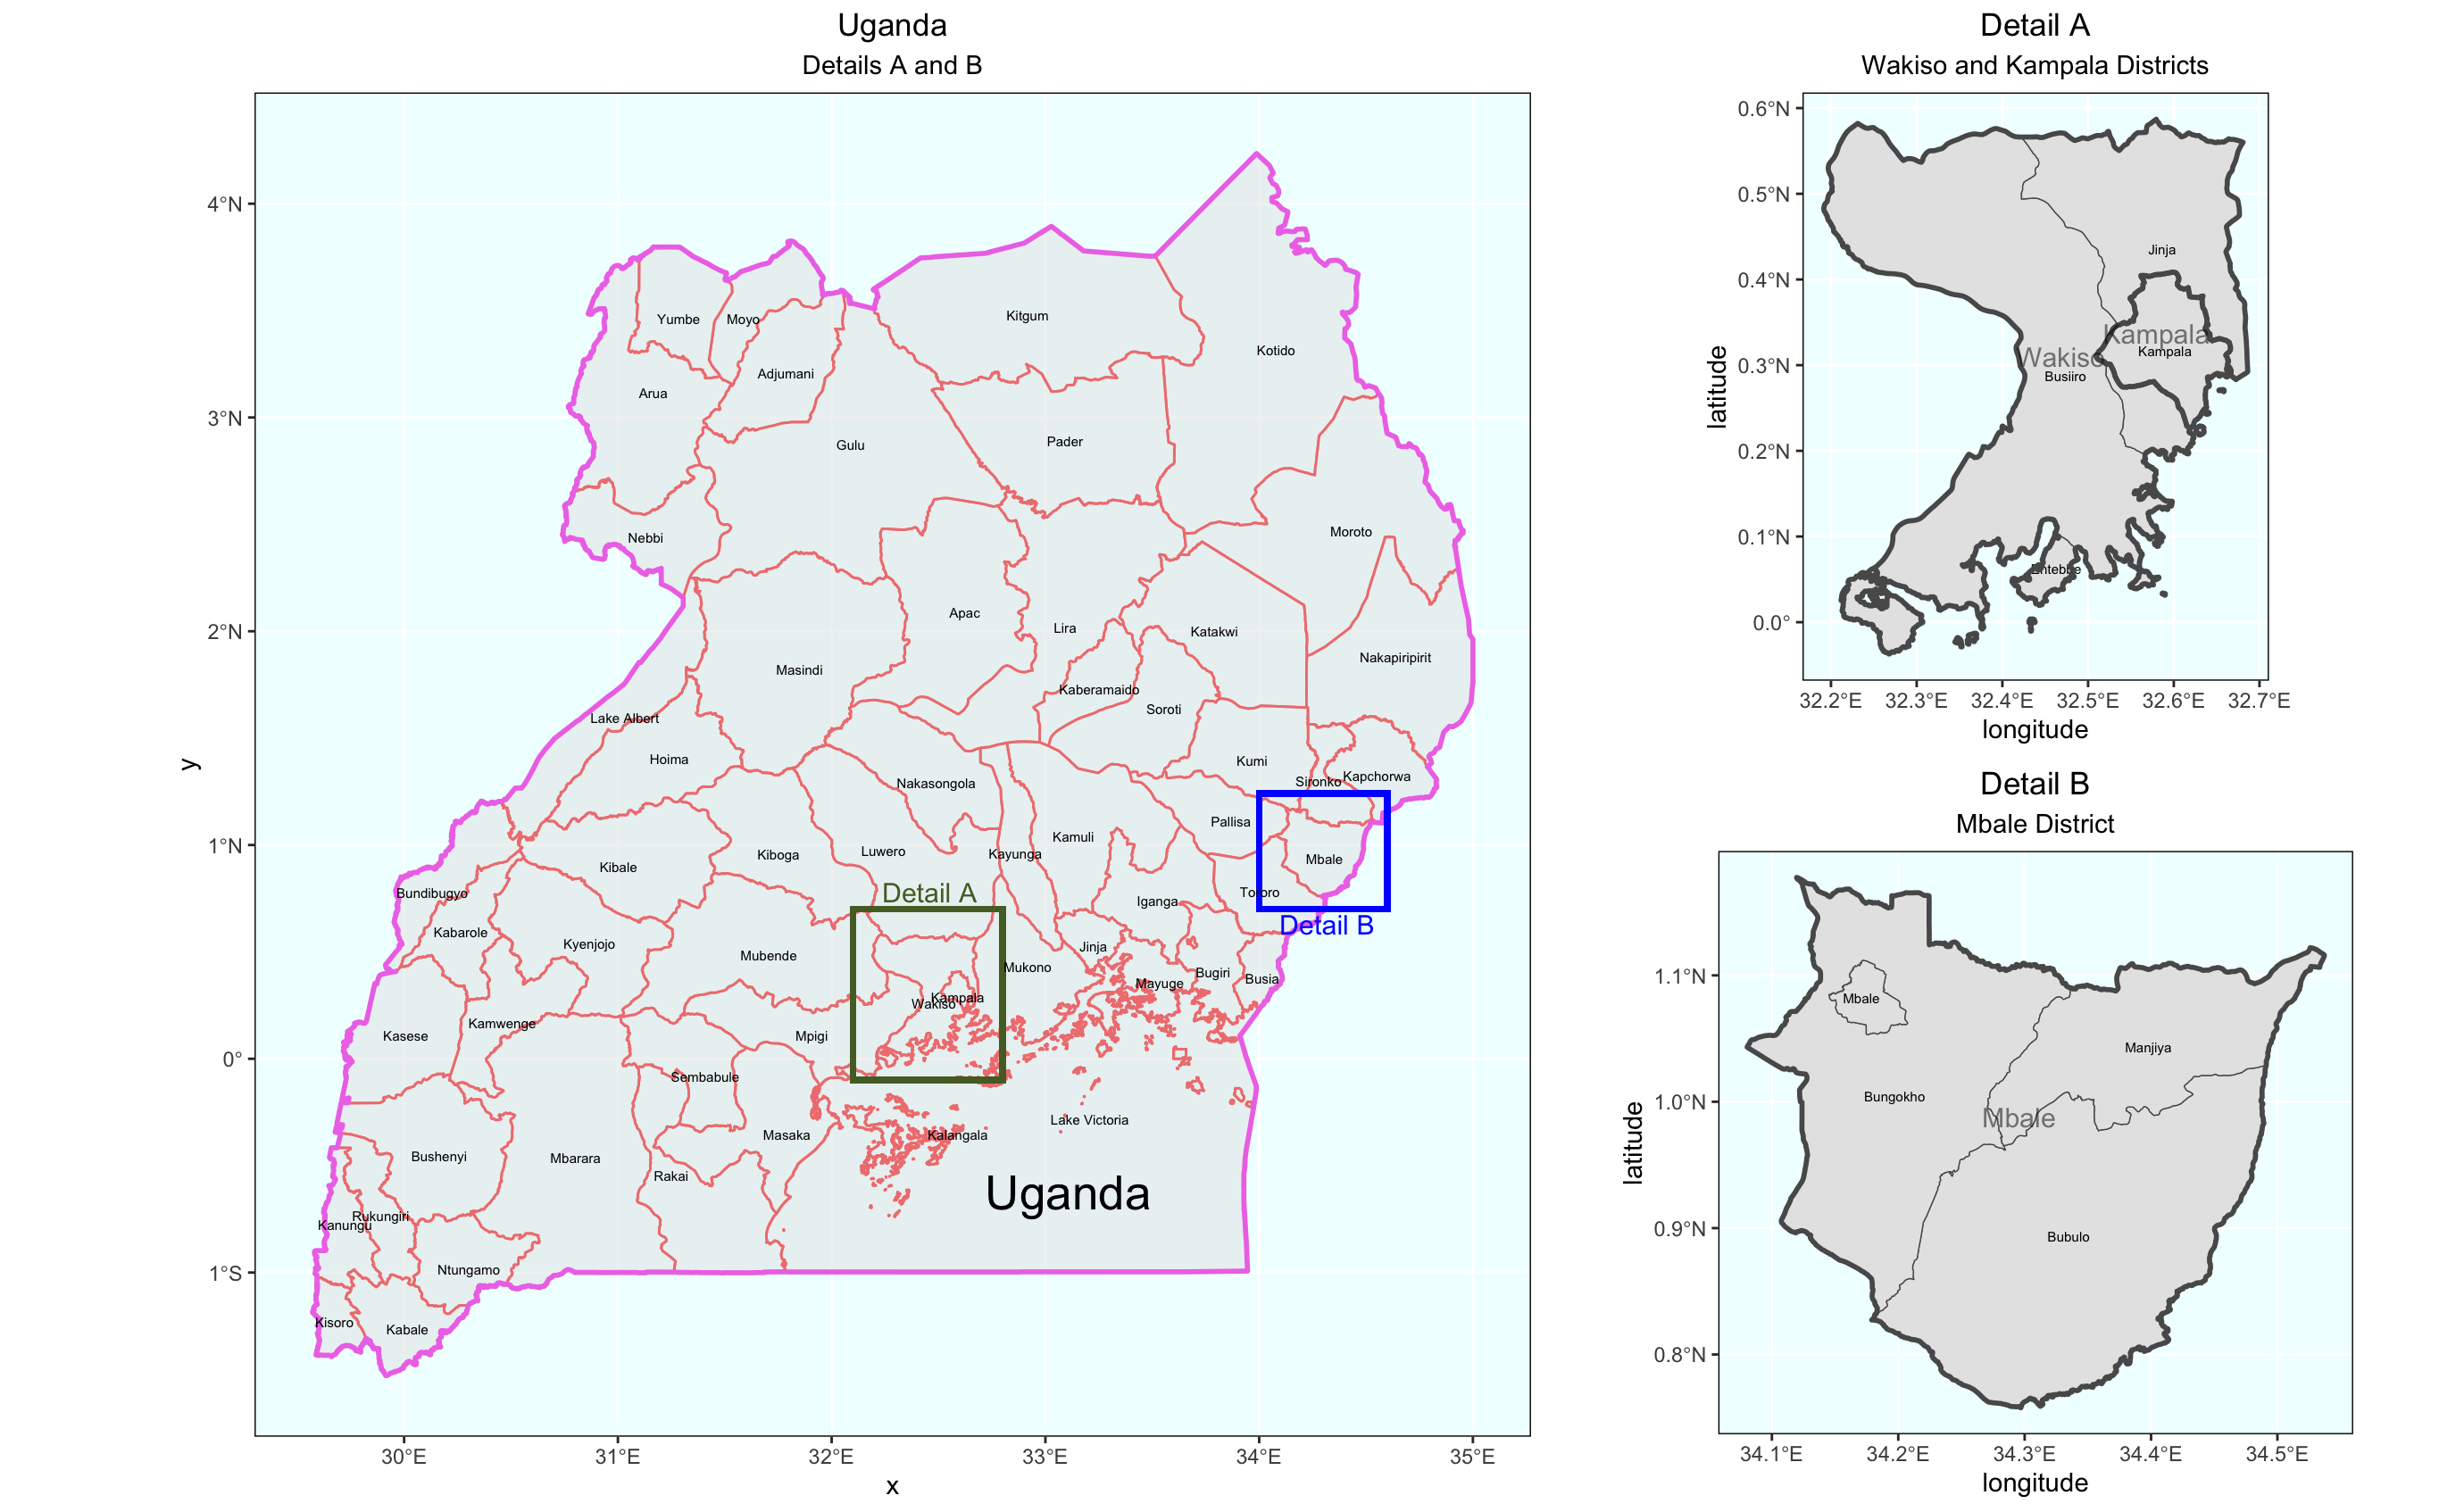 Uganda
Details A and B
4°N
3°N
2°N
1°N
0°
1°S
y
30°E
31°E
32°E
33°E
34°E
35°E
x
Yumbe
Moyo
Kitgum
Kotido
Adjumani
Arua
Gulu
Pader
Nebbi
Moroto
Apac
Lira
Katakwi
Masindi
Nakapiripirit
Kaberamaido
Soroti
Lake Albert
Hoima
Kumi
Kapchorwa
Sironko
Nakasongola
Pallisa
Kamuli
Luwero
Kayunga
Kiboga
Mbale
Kibale
Detail A
Bundibugyo
Tororo
Iganga
Detail B
Kabarole
Kyenjojo
Jinja
Mubende
Mukono
Bugiri
Busia
Mayuge
Kampala
Wakiso
Kamwenge
Kasese
Mpigi
Sembabule
Lake Victoria
Masaka
Kalangala
Bushenyi
Mbarara
Rakai
Uganda
Rukungiri
Kanungu
Ntungamo
Kisoro
Kabale
Detail A
Wakiso and Kampala Districts
0.6°N
0.5°N
0.4°N
0.3°N
0.2°N
0.1°N
0.0°
latitude
Jinja
Kampala
Kampala
Wakiso
Busiiro
Entebbe
32.2°E
32.3°E
32.4°E
32.5°E
32.6°E
32.7°E
longitude
Detail B
Mbale District
1.1°N
1.0°N
0.9°N
0.8°N
latitude
Mbale
Manjiya
Bungokho
Mbale
Bubulo
34.1°E
34.2°E
34.3°E
34.4°E
34.5°E
longitude